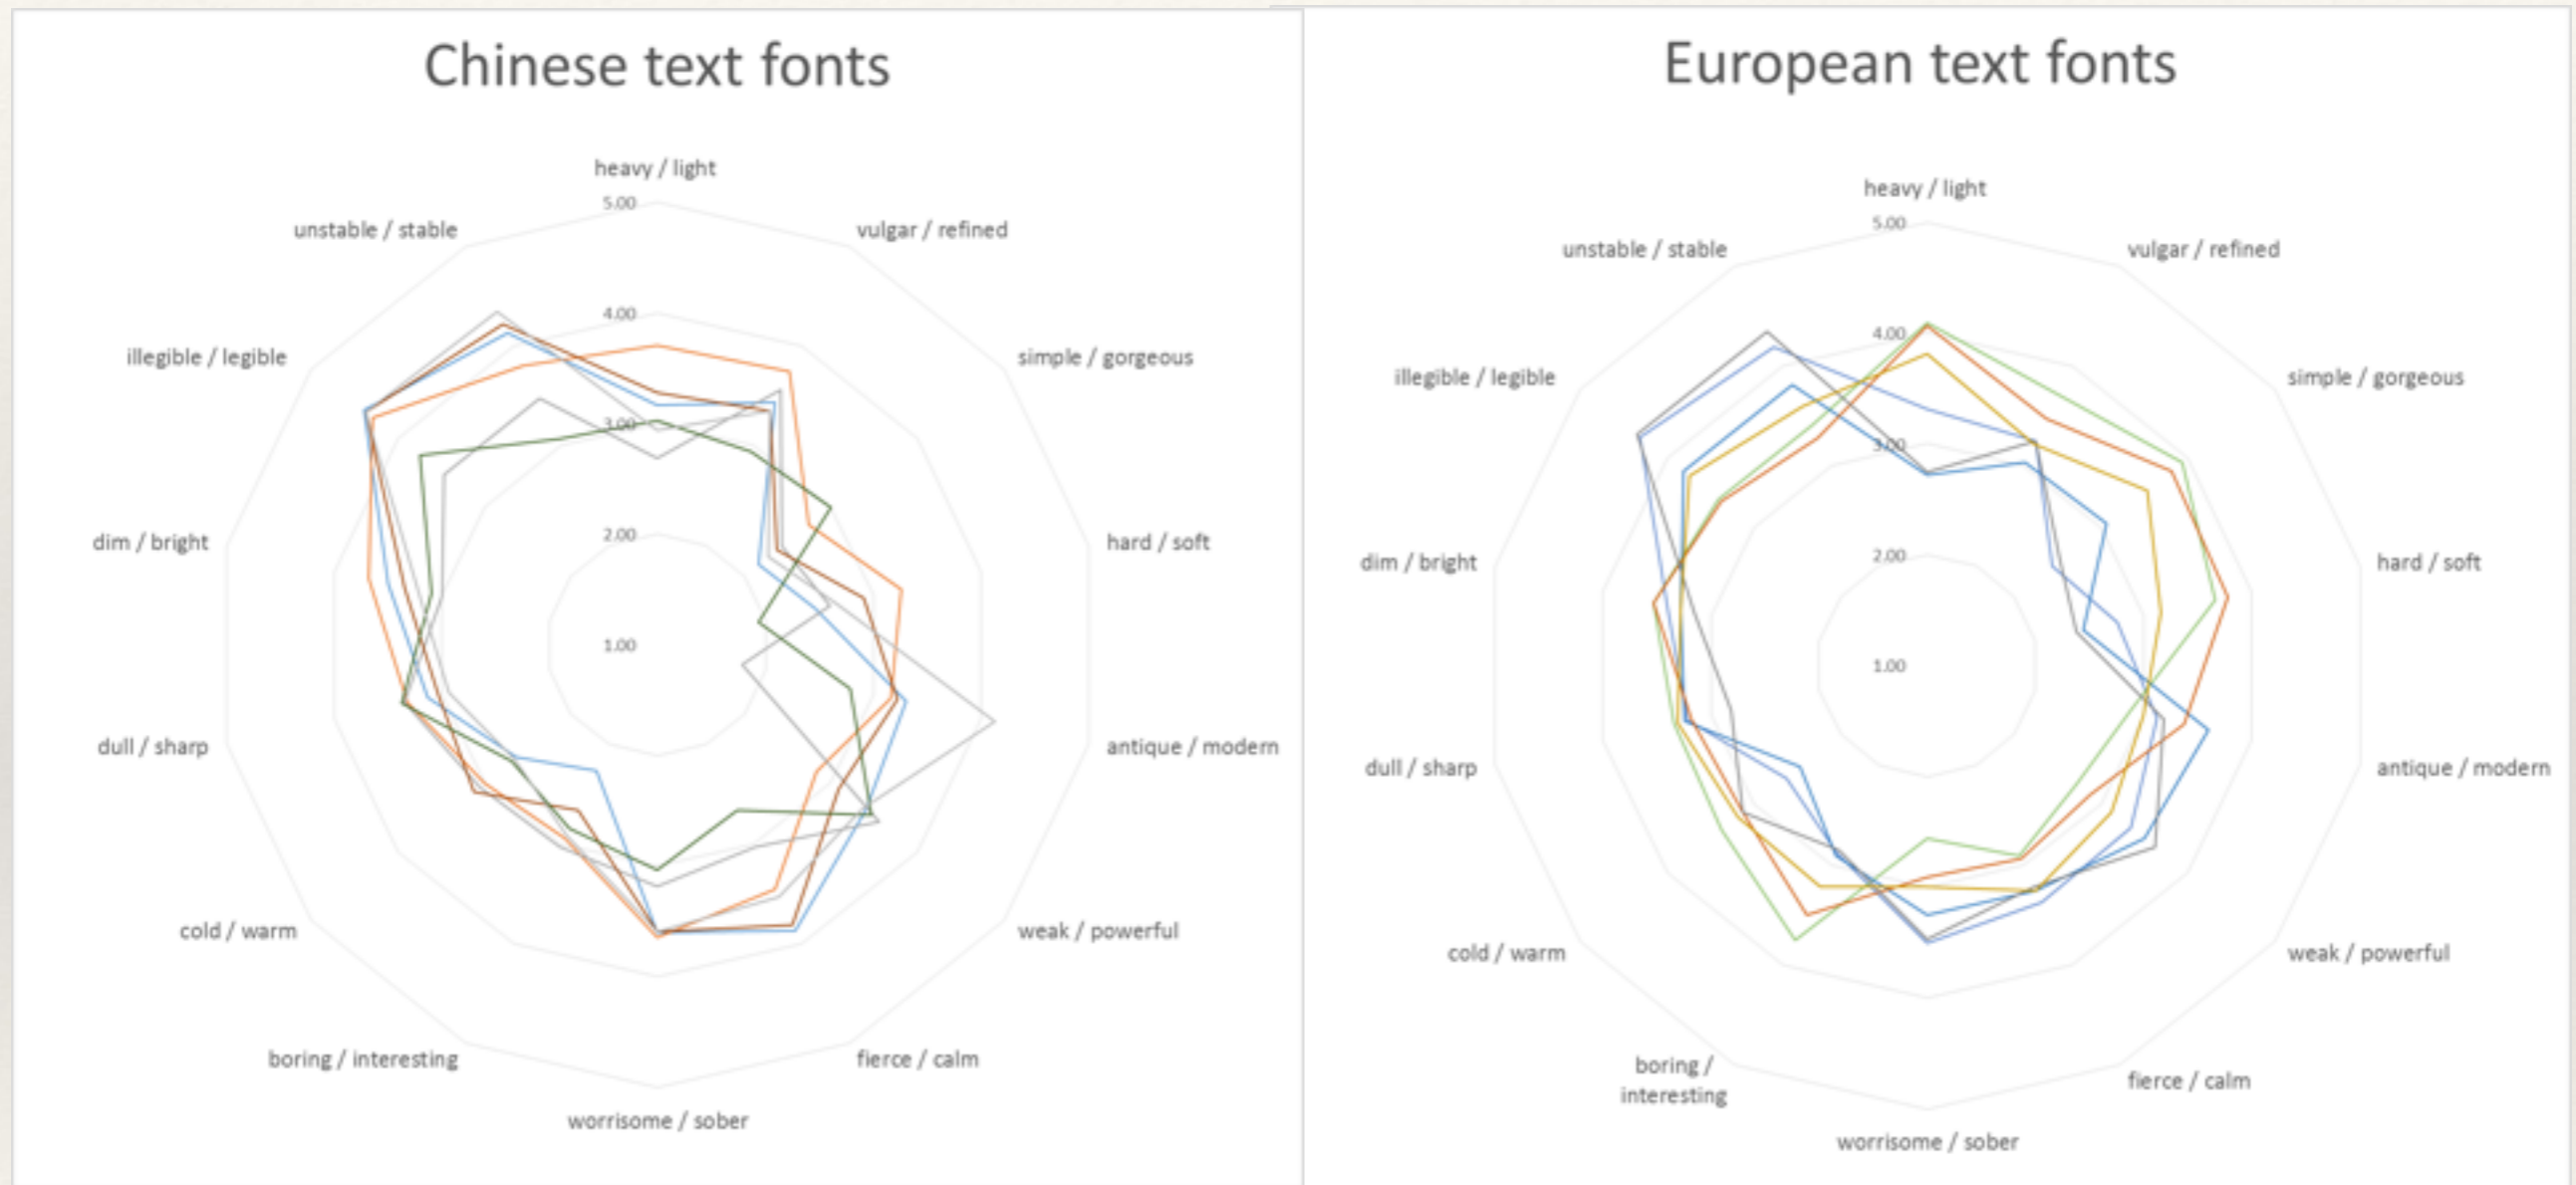 Chinese text fonts
heavy / light
5.00
unstable / stable
vulgar / refined
4.00
illegible / legible
simple / gorgeous
3.00
dim / bright
hard / soft
2.00
1.00
dull / sharp
antique / modern
cold / warm
weak / powerful
boring / interesting
fierce / calm
worrisome / sober
European text fonts
heavy / light
5.00
unstable / stable
vulgar / refined
4.00
illegible / legible
simple / gorgeous
3.00
dim / bright
hard / soft
2.00
1.00
dull / sharp
antique / modern
cold / warm
weak / powerful
boring /
interesting
fierce / calm
worrisome / sober